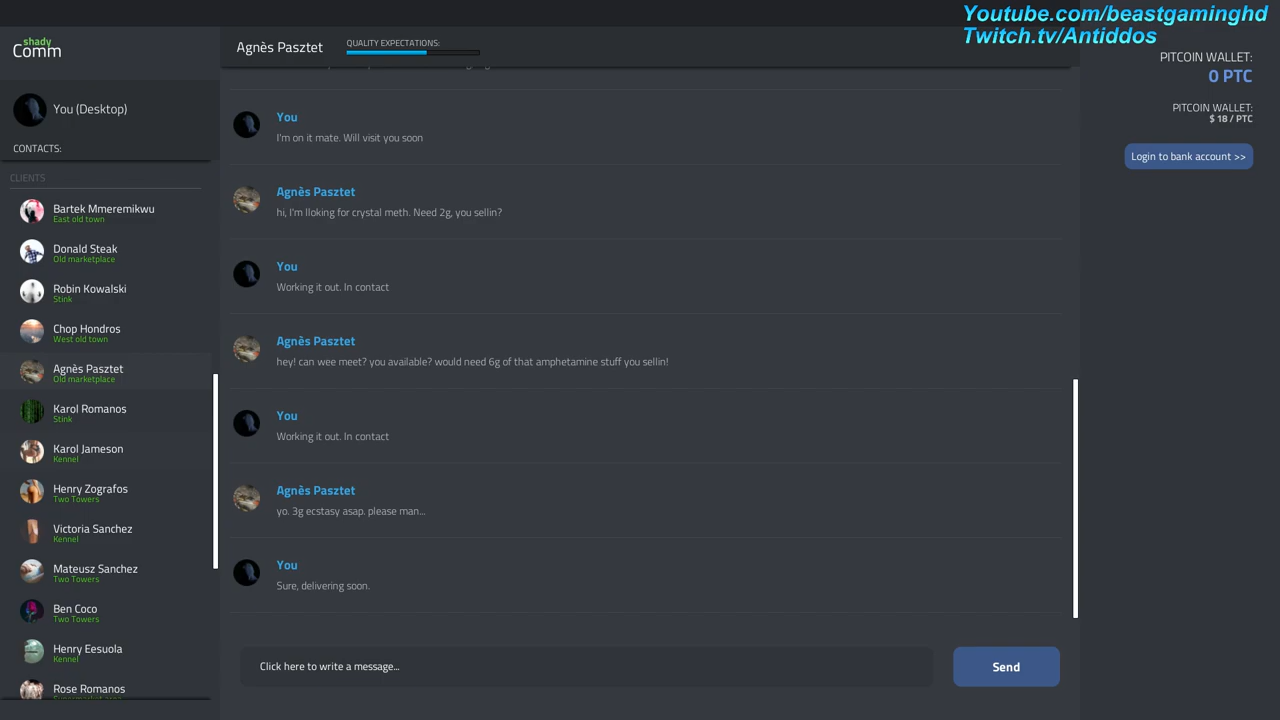 Youtube.com/beastgaminghd
Twitch.tv/Antiddos
shady
Comm
You (Desktop)
CONTACTS:
CLIENTS
Bartek Mmeremikwu
East old town
Donald Steak
Old marketplace
Robin Kowalski
Stink
Chop Hondros
West old town
Agnès Pasztet
Old marketplace
Karol Romanos
Stink
Karol Jameson
Kennel
Henry Zografos
Two Towers
Victoria Sanchez
Kennel
Mateusz Sanchez
Two Towers
Ben Coco
Two Towers
Henry Eesuola
Kennel
Rose Romanos
Agnès Pasztet
QUALITY EXPECTATIONS:
You
I'm on it mate. Will visit you soon
Agnès Pasztet
hi, I'm lloking for crystal meth. Need 2g, you sellin?
You
Working it out. In contact
Agnès Pasztet
hey! can wee meet? you available? would need 6g of that amphetamine stuff you sellin!
You
Working it out. In contact
Agnès Pasztet
yo. 3g ecstasy asap. please man...
You
Sure, delivering soon.
Click here to write a message...
Send
PITCOIN WALLET:
0 PTC
PITCOIN WALLET:
$ 18 / PTC
Login to bank account >>